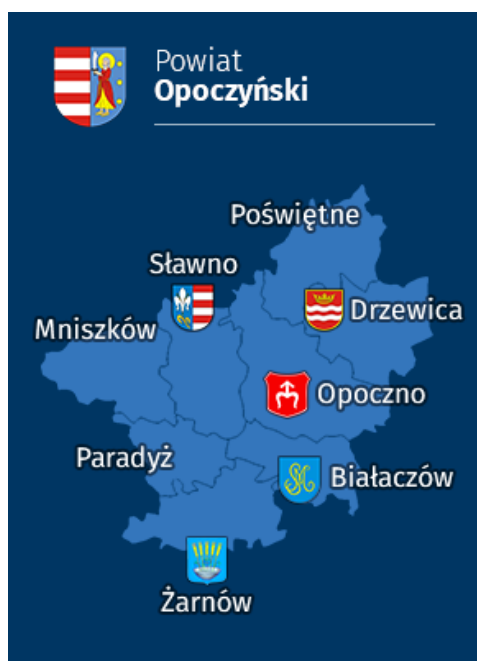 Powiat
Opoczyński
Poświętne
Sławno
Drzewica
Mniszków
Opoczno
Paradyż
Białaczów
Żarnów